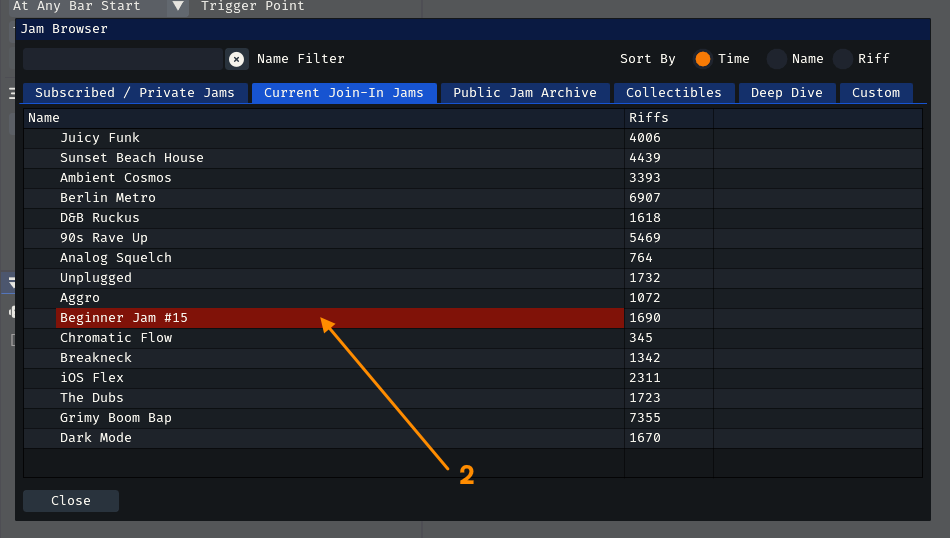 At Any Bar Start Trigger Point
Jam Browser
Name Filter Sort By Time Name Riff
Subscribed / Private Jams Current Join-In Jams Public Jam Archive Collectibles Deep Dive Custom
Name Riffs
Juicy Funk 4006
Sunset Beach House 4439
Ambient Cosmos 3393
Berlin Metro 6907
D&B Ruckus 1618
90s Rave Up 5469
Analog Squelch 764
Unplugged 1732
Aggro 1072
Beginner Jam #15 1690
Chromatic Flow 345
Breakneck 1342
iOS Flex 2311
The Dubs 1723
Grimy Boom Bap 7355
Dark Mode 1670
2
Close